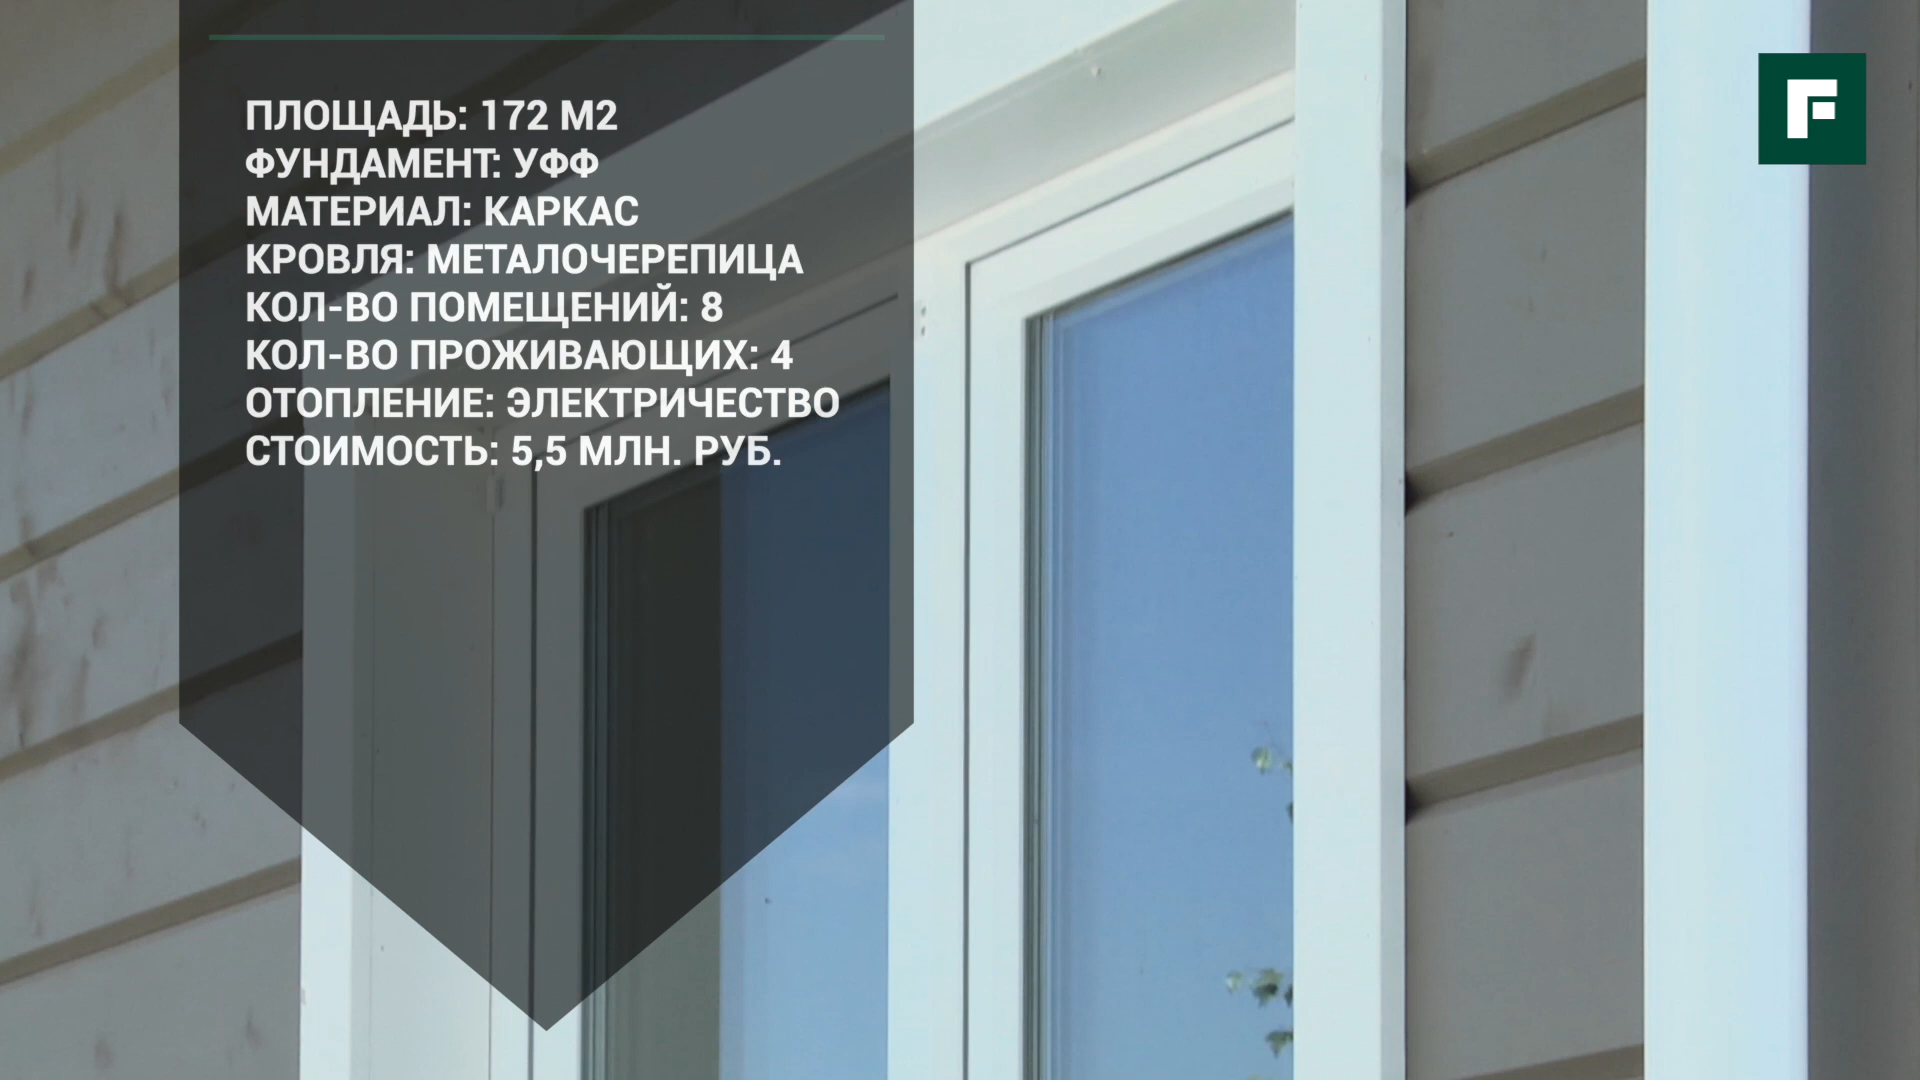 ПЛОЩАДЬ: 172 М2
ФУНДАМЕНТ: УФФ
МАТЕРИАЛ: КАРКАС
КРОВЛЯ: МЕТАЛОЧЕРЕПИЦА
КОЛ-ВО ПОМЕЩЕНИЙ: 8
КОЛ-ВО ПРОЖИВАЮЩИХ: 4
ОТОПЛЕНИЕ: ЭЛЕКТРИЧЕСТВО
СТОИМОСТЬ: 5,5 МЛН. РУБ.
F